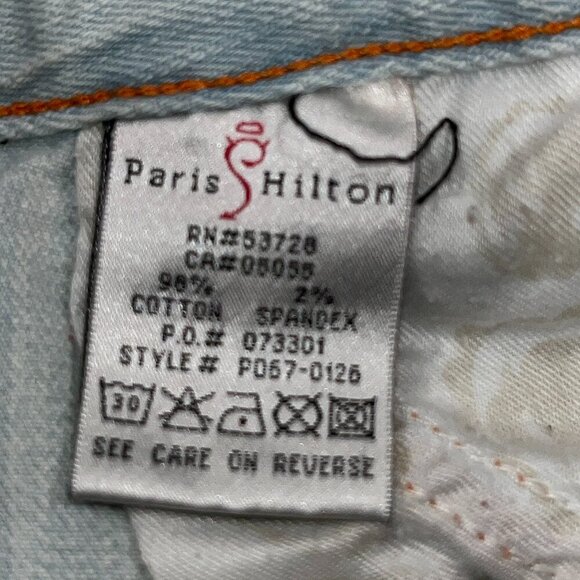 Paris Hilton
RN#53728
CA#05055
98% 2%
COTTON SPANDEX
P.O.# 073301
STYLE# P057-0126
30
SEE CARE ON REVERSE